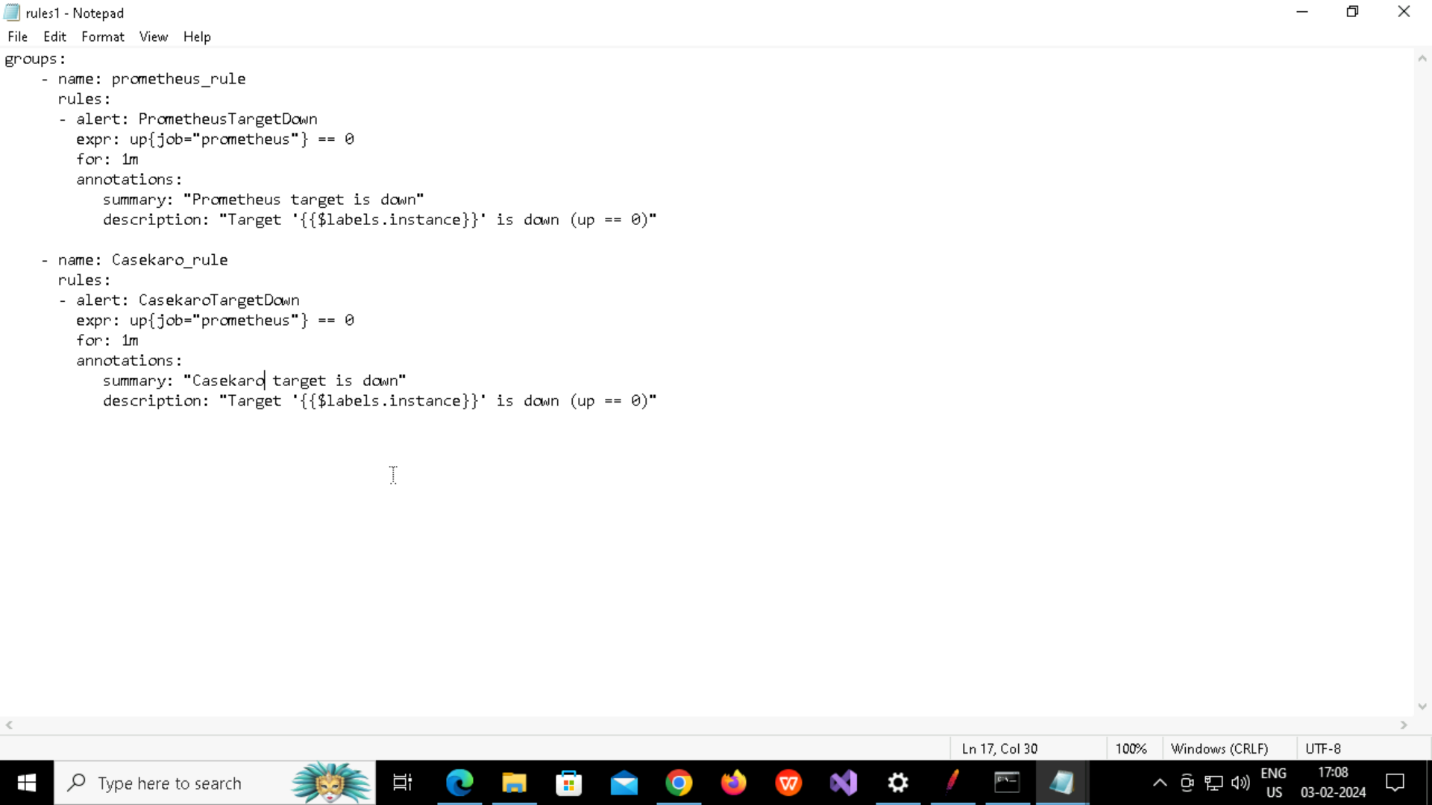 rules1 - Notepad
File Edit Format View Help
groups:
    - name: prometheus_rule
      rules:
      - alert: PrometheusTargetDown
        expr: up{job="prometheus"} == 0
        for: 1m
        annotations:
           summary: "Prometheus target is down"
           description: "Target '{{$labels.instance}}' is down (up == 0)"
    - name: Casekaro_rule
      rules:
      - alert: CasekaroTargetDown
        expr: up{job="prometheus"} == 0
        for: 1m
        annotations:
           summary: "Casekaro target is down"
           description: "Target '{{$labels.instance}}' is down (up == 0)"
Ln 17, Col 30 100% Windows (CRLF) UTF-8
Type here to search
W
ENG
US
17:08
03-02-2024